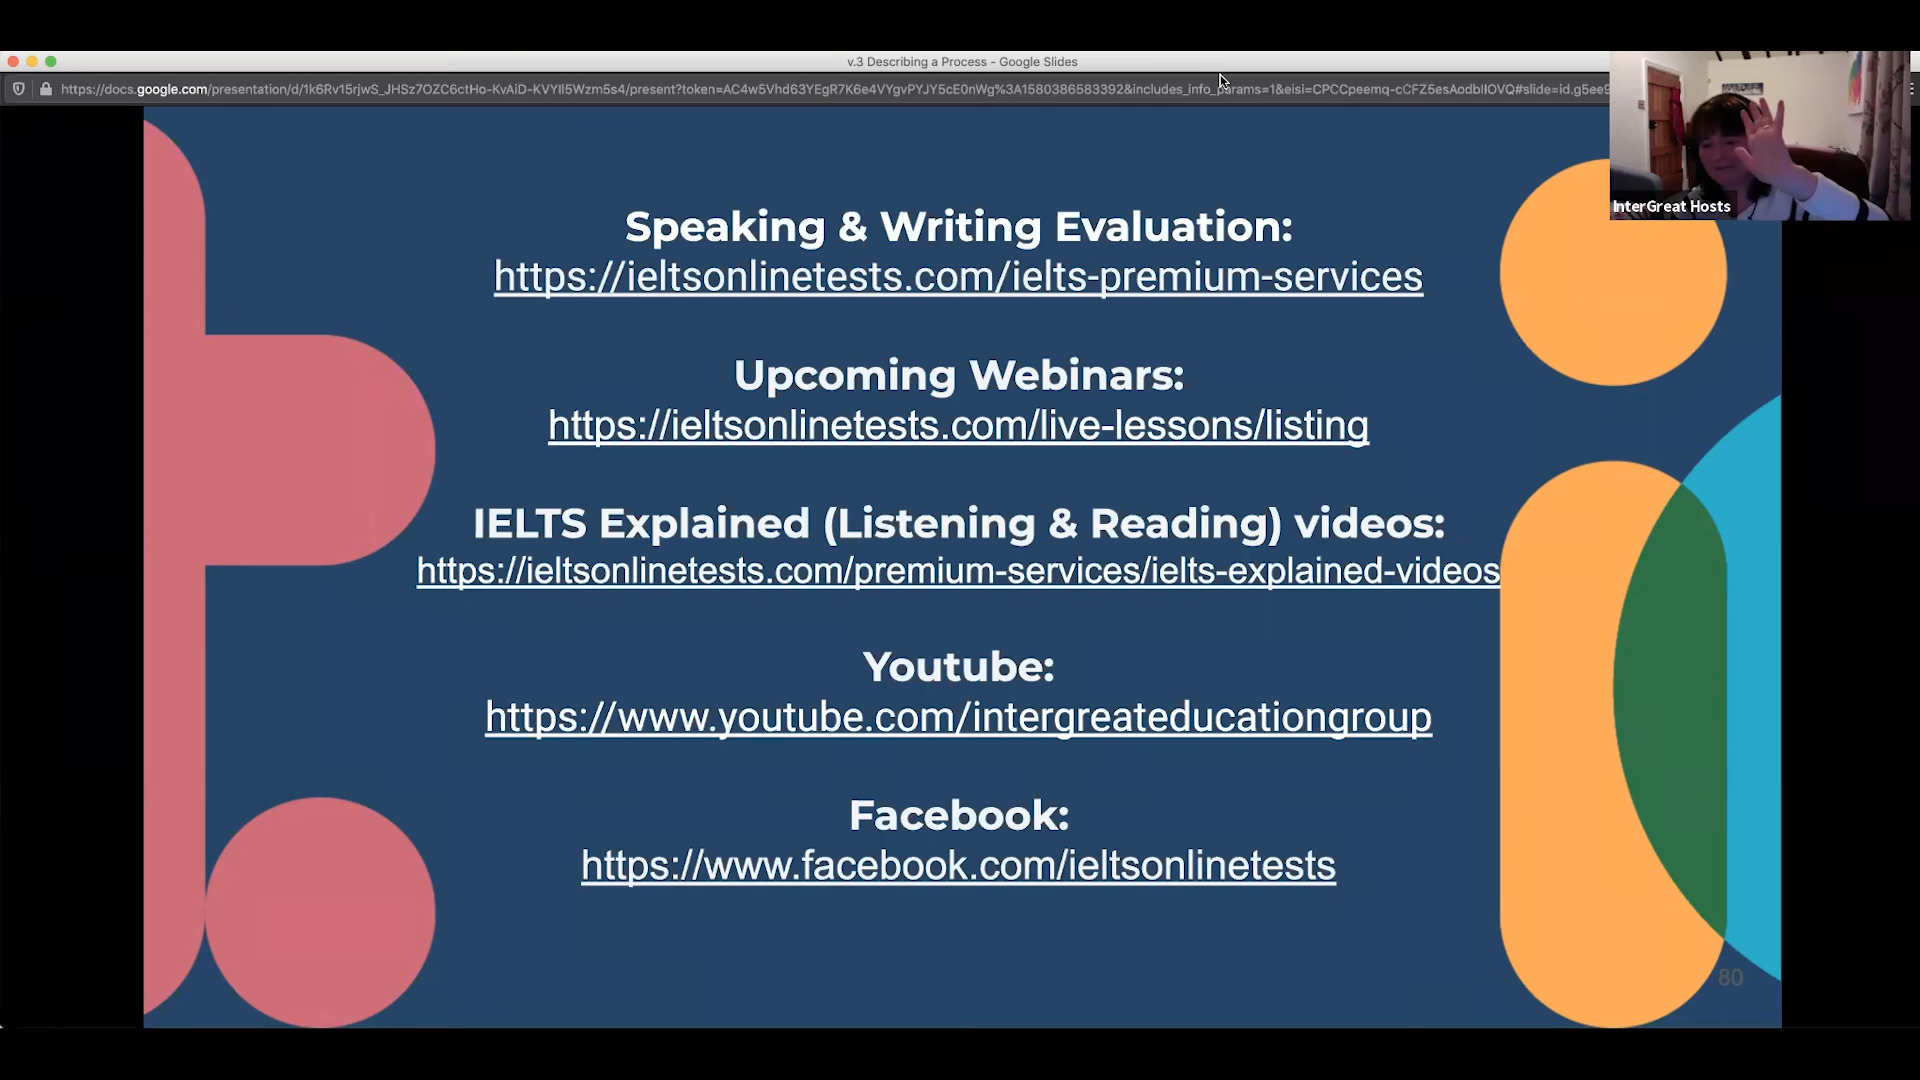 v.3 Describing a Process - Google Slides
InterGreat Hosts
Speaking & Writing Evaluation:
https://ieltsonlinetests.com/ielts-premium-services
Upcoming Webinars:
https://ieltsonlinetests.com/live-lessons/listing
IELTS Explained (Listening & Reading) videos:
https://ieltsonlinetests.com/premium-services/ielts-explained-videos
Youtube:
https://www.youtube.com/intergreateducationgroup
Facebook:
https://www.facebook.com/ieltsonlinetests
80